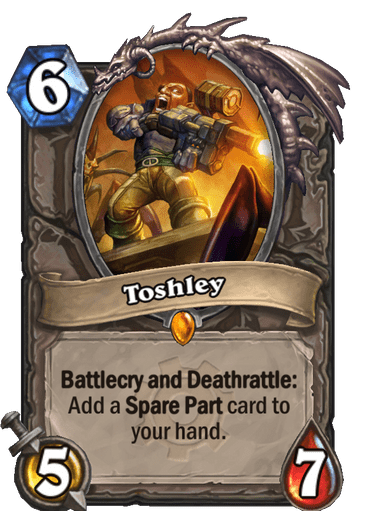 6
Toshley
Battlecry and Deathrattle:
Add a Spare Part card to
your hand.
5
7